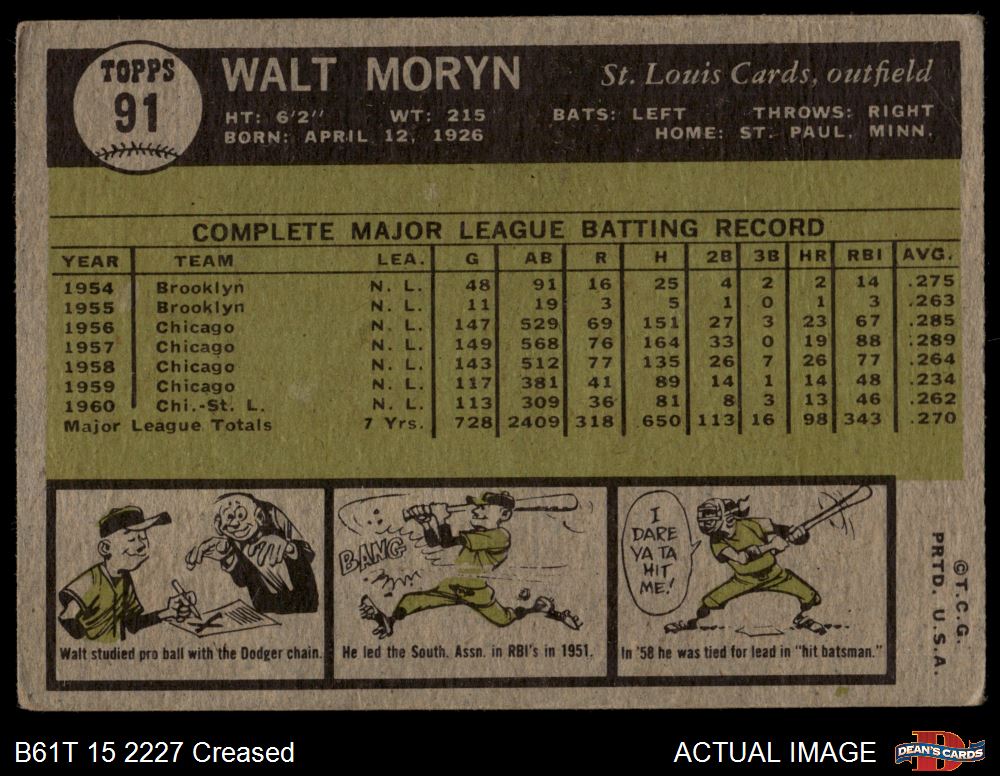 TOPPS
91
WALT MORYN
St. Louis Cards, outfield
HT: 6'2" WT: 215 BATS: LEFT THROWS: RIGHT
BORN: APRIL 12, 1926 HOME: ST. PAUL, MINN.
COMPLETE MAJOR LEAGUE BATTING RECORD
YEAR TEAM LEA. G AB R H 2B 3B HR RBI AVG.
1954 Brooklyn N. L. 48 91 16 25 4 2 2 14 .275
1955 Brooklyn N. L. 11 19 3 5 1 0 1 3 .263
1956 Chicago N. L. 147 529 69 151 27 3 23 67 .285
1957 Chicago N. L. 149 568 76 164 33 0 19 88 .289
1958 Chicago N. L. 143 512 77 135 26 7 26 77 .264
1959 Chicago N. L. 117 381 41 89 14 1 14 48 .234
1960 Chi.-St. L. N. L. 113 309 36 81 8 3 13 46 .262
Major League Totals 7 Yrs. 728 2409 318 650 113 16 98 343 .270
BANG
I
DARE
YA TA
HIT
ME!
Walt studied pro ball with the Dodger chain.
He led the South. Assn. in RBI's in 1951.
In '58 he was tied for lead in "hit batsman."
©T.C.G.
PRTD. U.S.A.
B61T 15 2227 Creased
ACTUAL IMAGE
D
DEAN'S CARDS